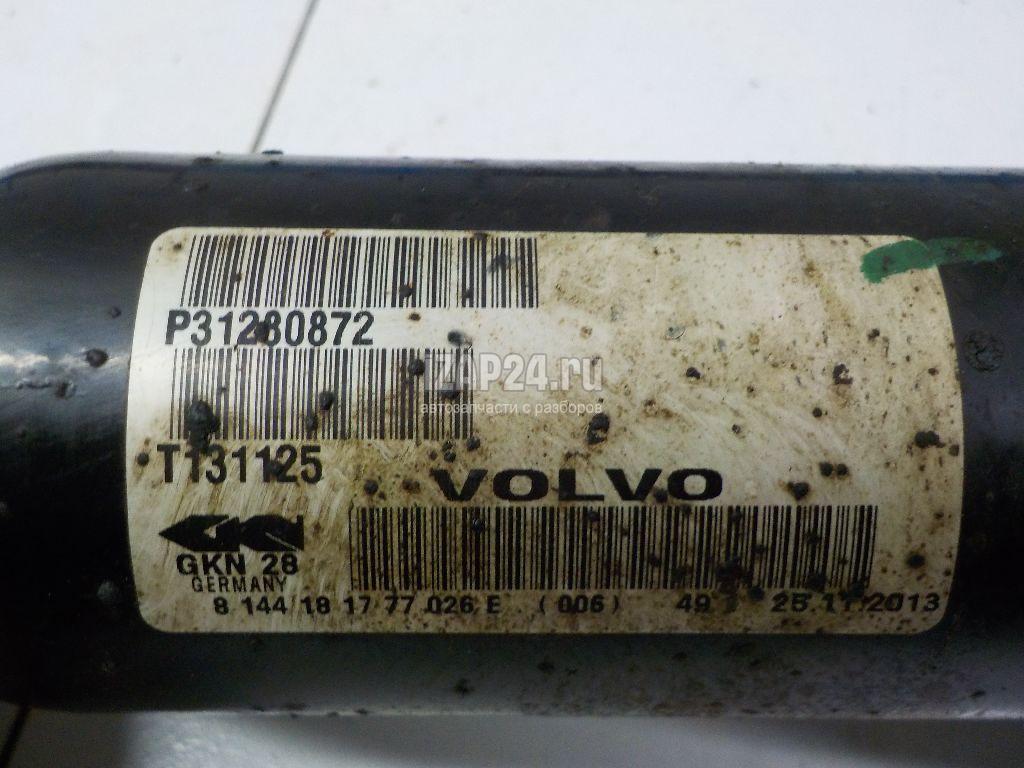 P31280872
ZAP24.ru
автозапчасти с разборов
T131125
VOLVO
GKN 28
GERMANY
8 144 18 17 77 026 E (006) 49 25.11.2013